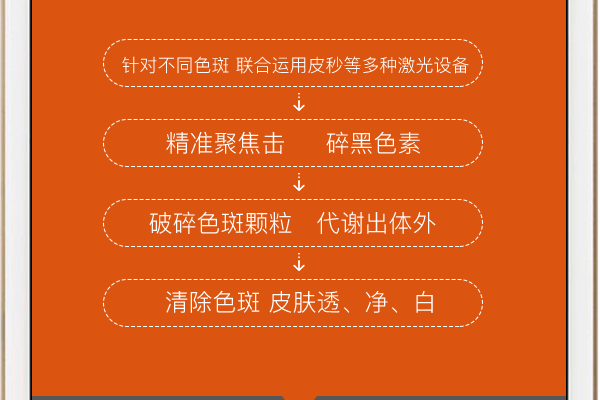 针对不同色斑 联合运用皮秒等多种激光设备
精准聚焦击 碎黑色素
破碎色斑颗粒 代谢出体外
清除色斑 皮肤透、净、白